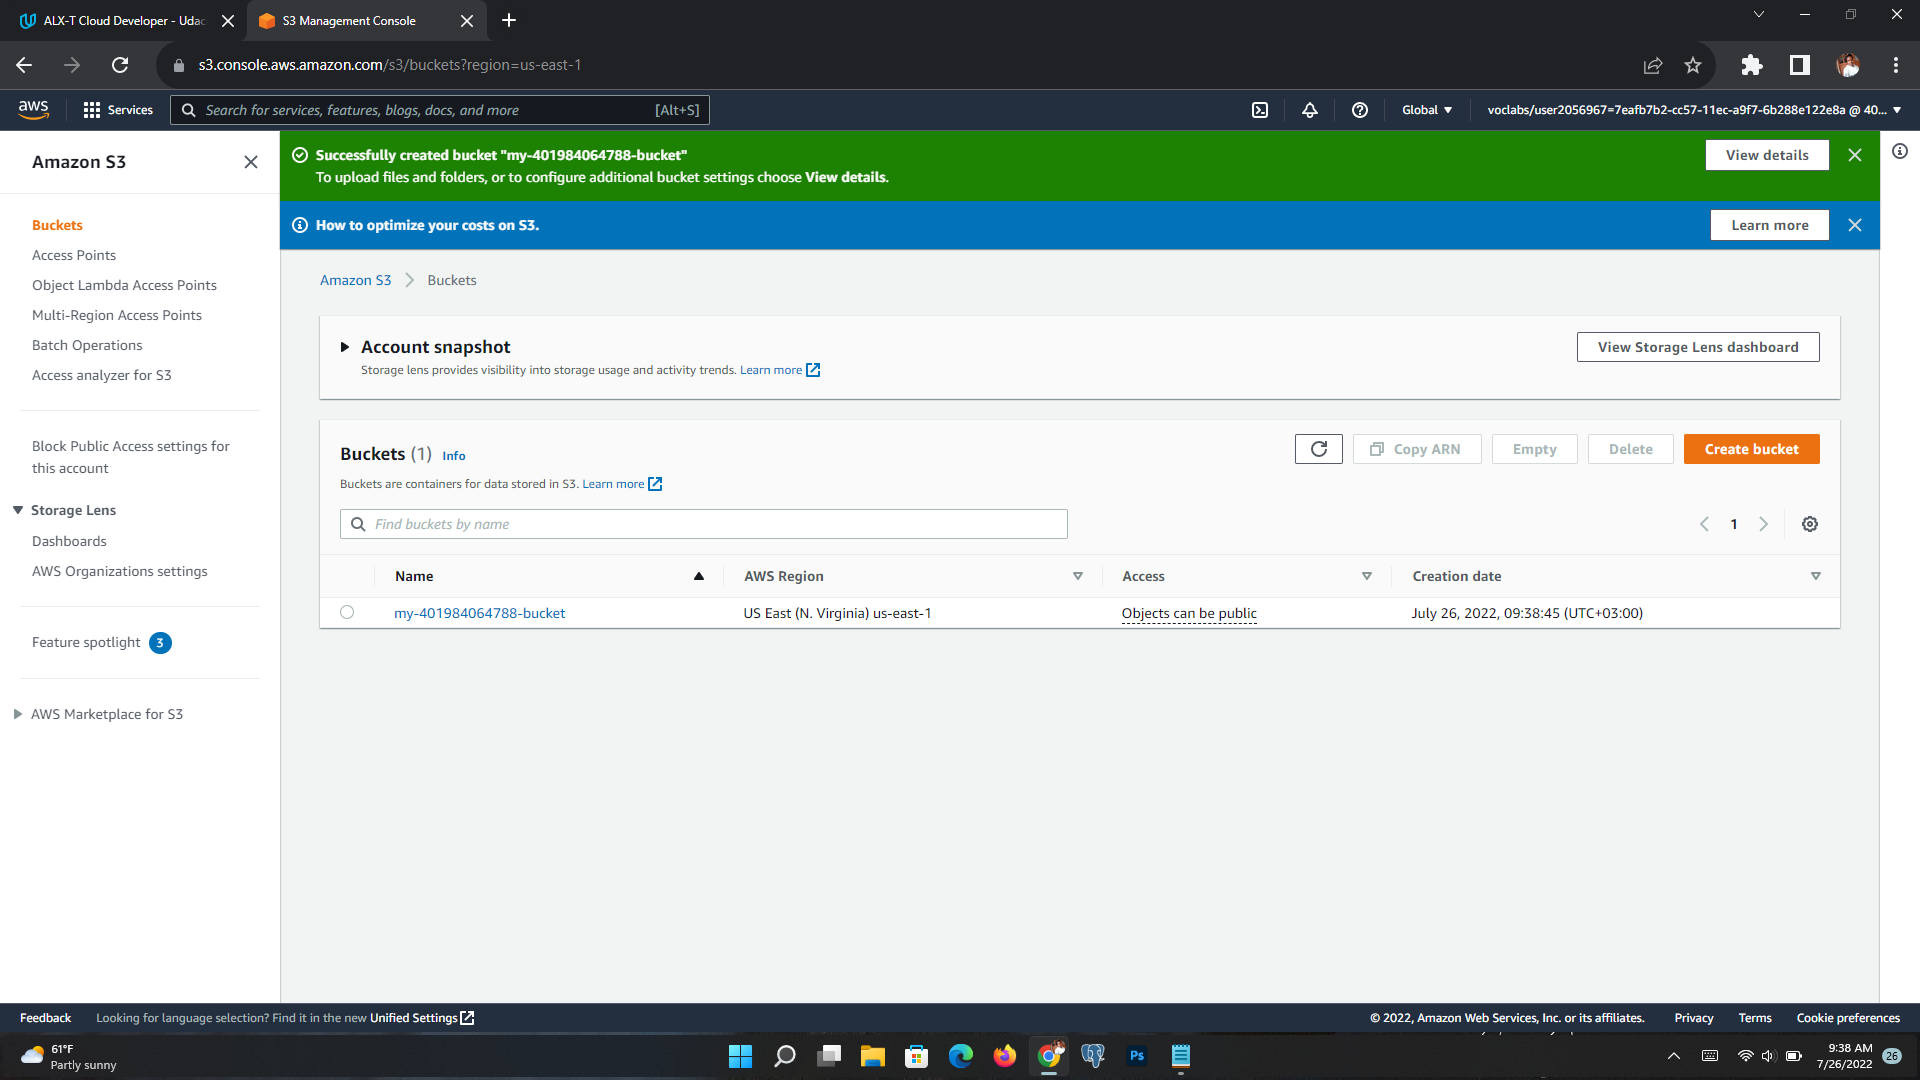 ALX-T Cloud Developer - Udac
S3 Management Console
s3.console.aws.amazon.com/s3/buckets?region=us-east-1
aws
Services
Search for services, features, blogs, docs, and more [Alt+S]
Global
voclabs/user2056967=7eafb7b2-cc57-11ec-a9f7-6b288e122e8a @ 40...
Amazon S3
Buckets
Access Points
Object Lambda Access Points
Multi-Region Access Points
Batch Operations
Access analyzer for S3
Block Public Access settings for
this account
Storage Lens
Dashboards
AWS Organizations settings
Feature spotlight 3
AWS Marketplace for S3
Successfully created bucket "my-401984064788-bucket"
To upload files and folders, or to configure additional bucket settings choose View details.
View details
How to optimize your costs on S3.
Learn more
Amazon S3 Buckets
Account snapshot
Storage lens provides visibility into storage usage and activity trends. Learn more
View Storage Lens dashboard
Buckets (1) Info
Buckets are containers for data stored in S3. Learn more
Copy ARN
Empty
Delete
Create bucket
Find buckets by name
1
Name AWS Region Access Creation date
my-401984064788-bucket US East (N. Virginia) us-east-1 Objects can be public July 26, 2022, 09:38:45 (UTC+03:00)
Feedback Looking for language selection? Find it in the new Unified Settings
© 2022, Amazon Web Services, Inc. or its affiliates. Privacy Terms Cookie preferences
61°F
Partly sunny
Ps
9:38 AM
7/26/2022
26